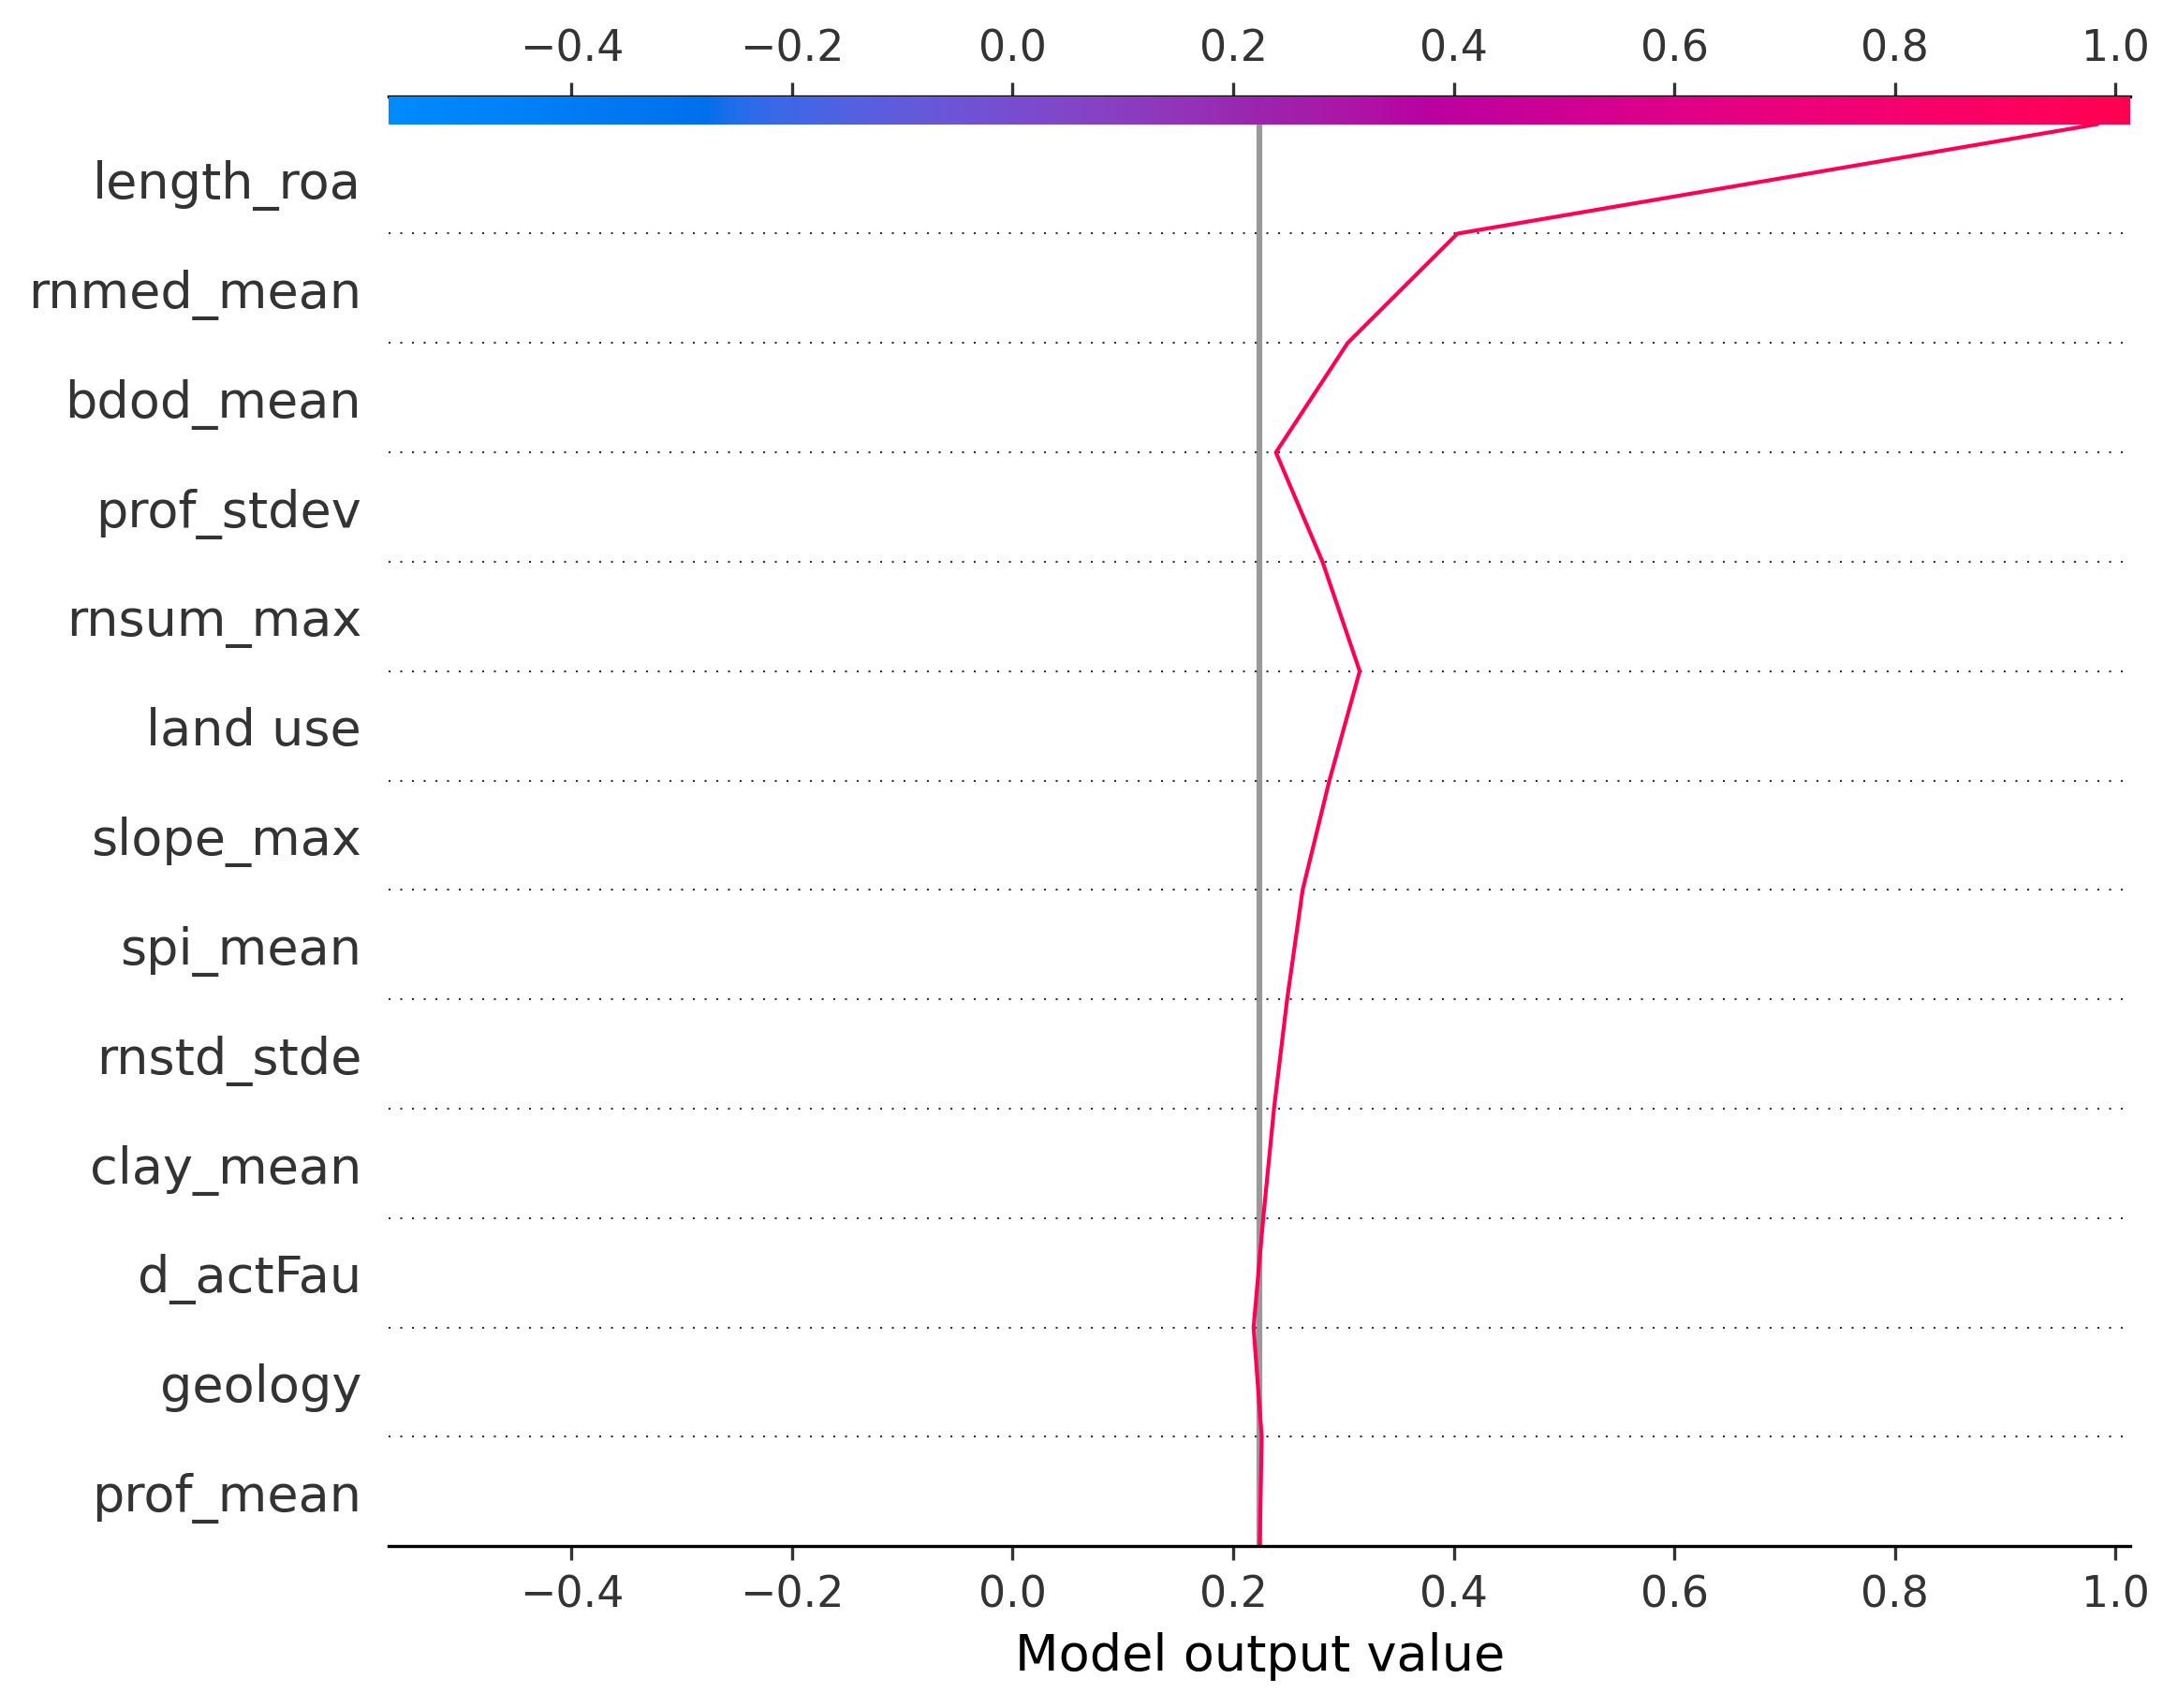 −0.4 −0.2 0.0 0.2 0.4 0.6 0.8 1.0
length_roa
rnmed_mean
bdod_mean
prof_stdev
rnsum_max
land use
slope_max
spi_mean
rnstd_stde
clay_mean
d_actFau
geology
prof_mean
−0.4 −0.2 0.0 0.2 0.4 0.6 0.8 1.0
Model output value